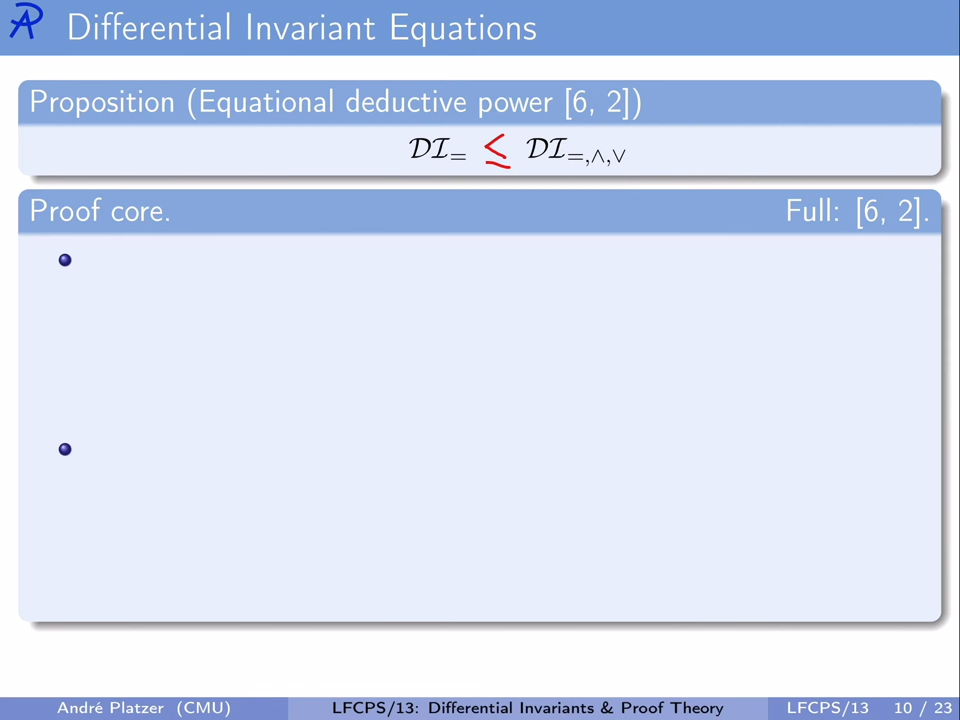 Differential Invariant Equations
Proposition (Equational deductive power [6, 2])
𝒟ℐ₌ ≤ 𝒟ℐ₌,∧,∨
Proof core. Full: [6, 2].
André Platzer (CMU) LFCPS/13: Differential Invariants & Proof Theory LFCPS/13 10 / 23